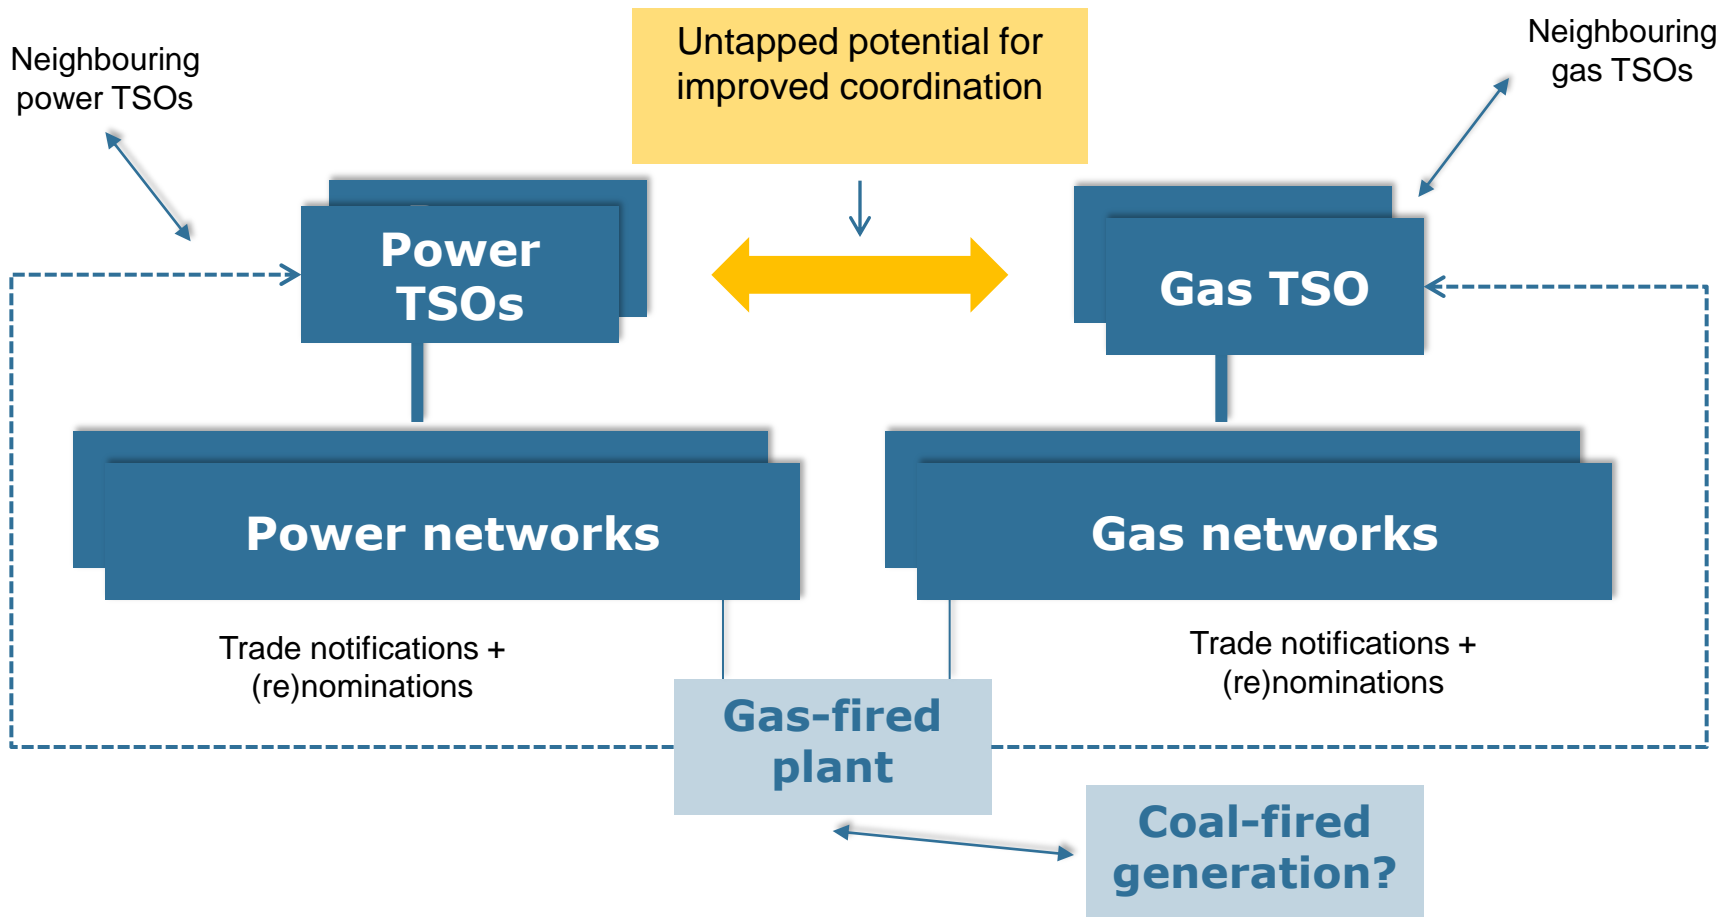 Neighbouring
power TSOs
Untapped potential for
improved coordination
Neighbouring
gas TSOs
Power
TSOs
Gas TSO
Power networks
Gas networks
Trade notifications +
(re)nominations
Trade notifications +
(re)nominations
Gas-fired
plant
Coal-fired
generation?